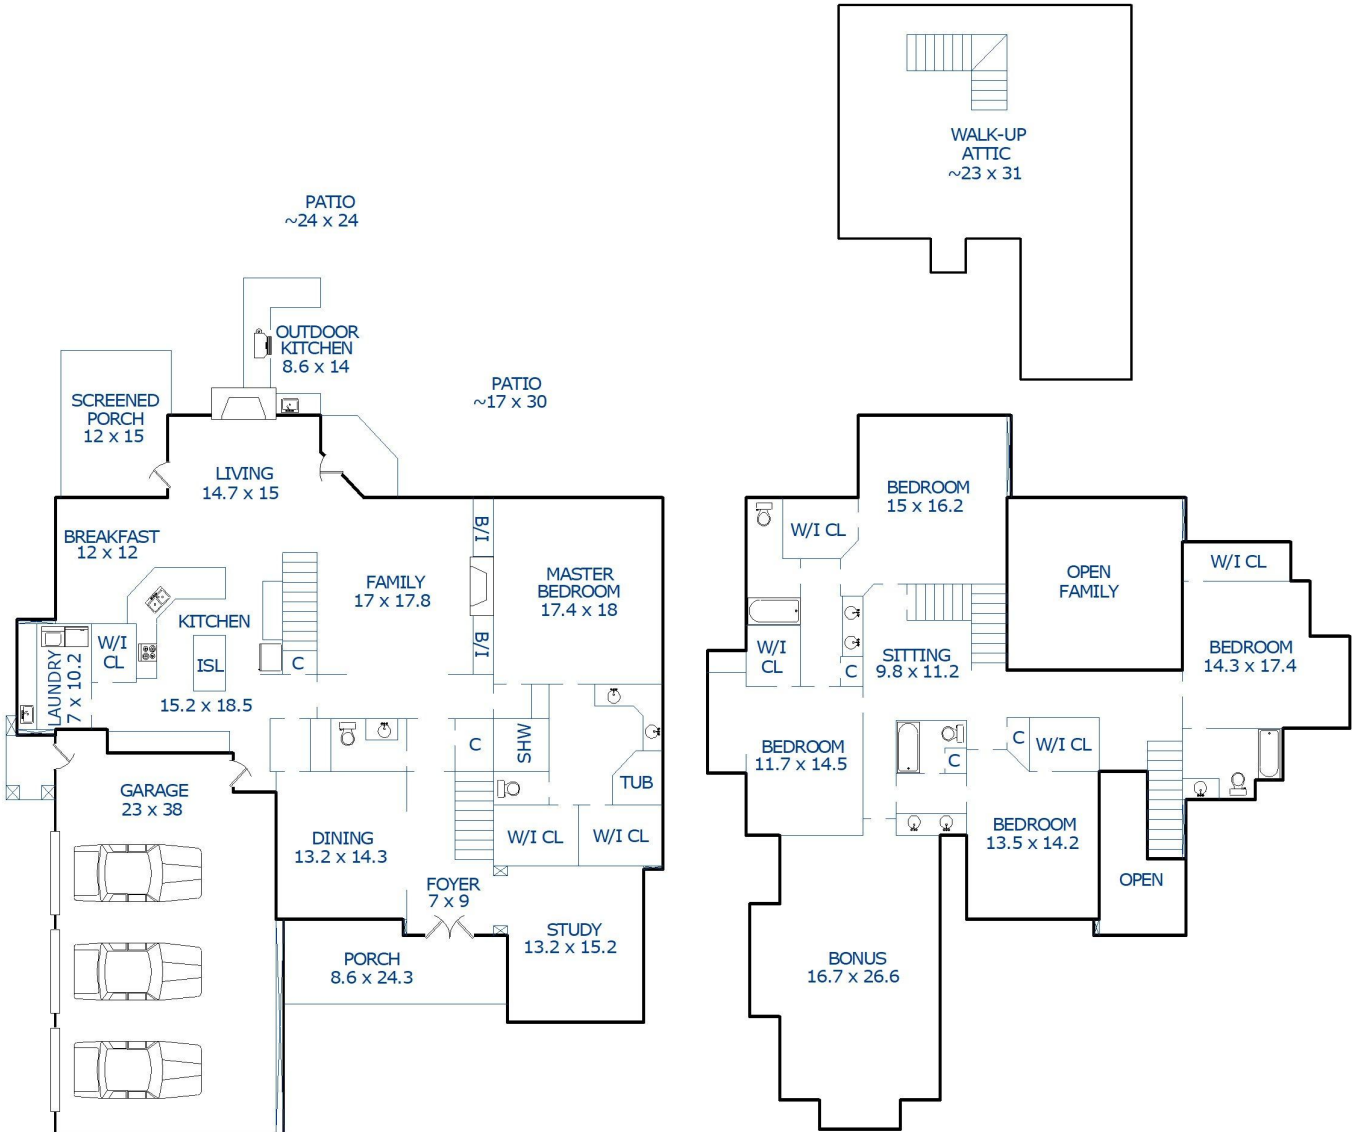 WALK-UP
ATTIC
~23 x 31
PATIO
~24 x 24
OUTDOOR
KITCHEN
8.6 x 14
PATIO
~17 x 30
SCREENED
PORCH
12 x 15
LIVING
14.7 x 15
BREAKFAST
12 x 12
B/I
FAMILY
17 x 17.8
MASTER
BEDROOM
17.4 x 18
KITCHEN
W/I
CL
ISL
C
B/I
LAUNDRY
7 x 10.2
15.2 x 18.5
SHW
C
TUB
GARAGE
23 x 38
DINING
13.2 x 14.3
W/I CL
W/I CL
FOYER
7 x 9
STUDY
13.2 x 15.2
PORCH
8.6 x 24.3
BEDROOM
15 x 16.2
W/I CL
OPEN
FAMILY
W/I CL
W/I
CL
SITTING
9.8 x 11.2
C
BEDROOM
14.3 x 17.4
BEDROOM
11.7 x 14.5
C
C
W/I CL
BEDROOM
13.5 x 14.2
OPEN
BONUS
16.7 x 26.6